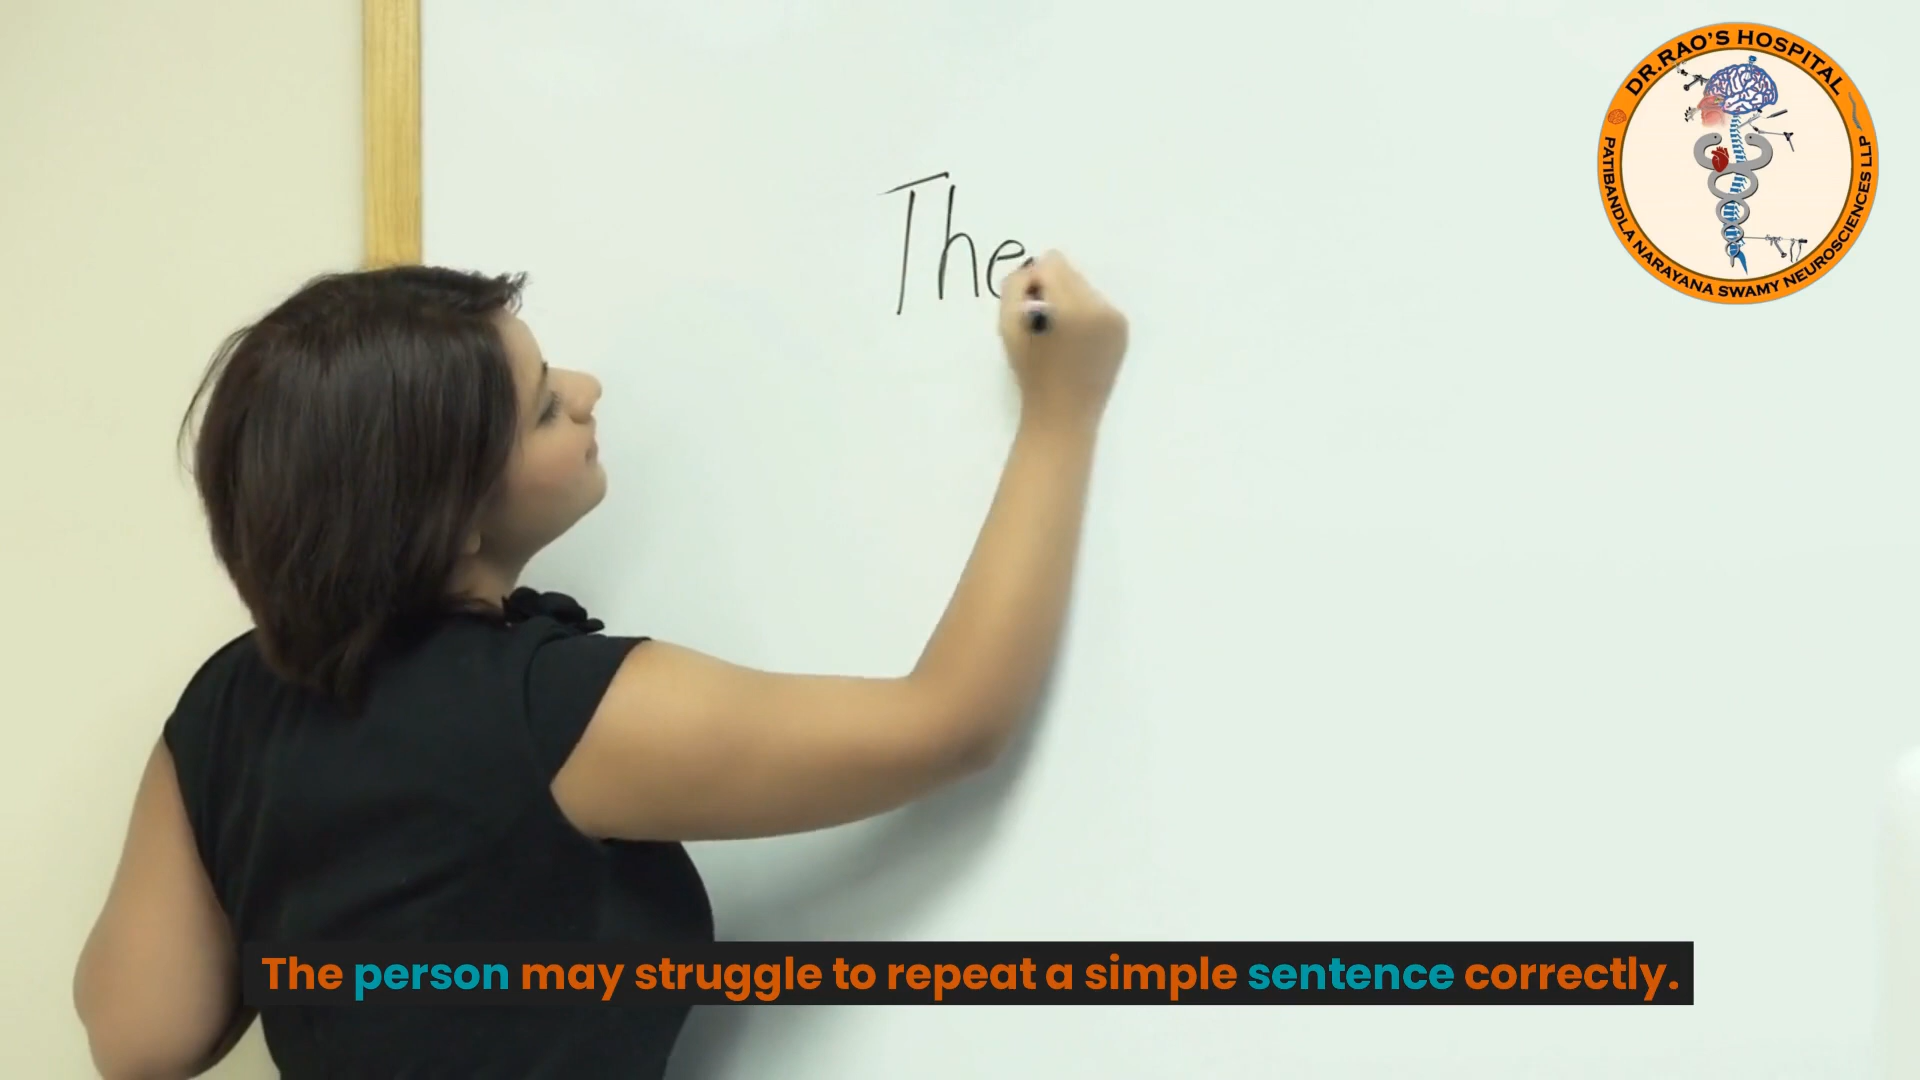 DR.RAO'S HOSPITAL
PATIBANDLA NARAYANA SWAMY NEUROSCIENCES LLP
The
The person may struggle to repeat a simple sentence correctly.